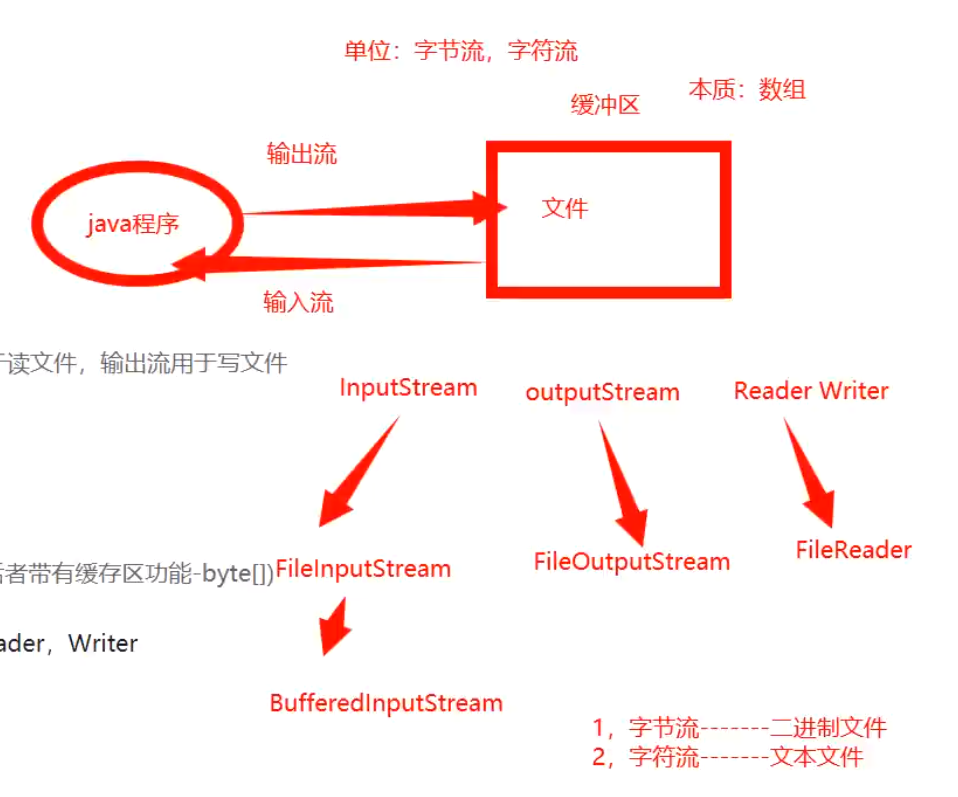 单位：字节流，字符流
本质：数组
缓冲区
输出流
java程序
文件
输入流
读文件，输出流用于写文件
InputStream
outputStream
Reader Writer
FileReader
FileOutputStream
者带有缓存区功能-byte[])
FileInputStream
ader，Writer
BufferedInputStream
1，字节流-------二进制文件
2，字符流-------文本文件